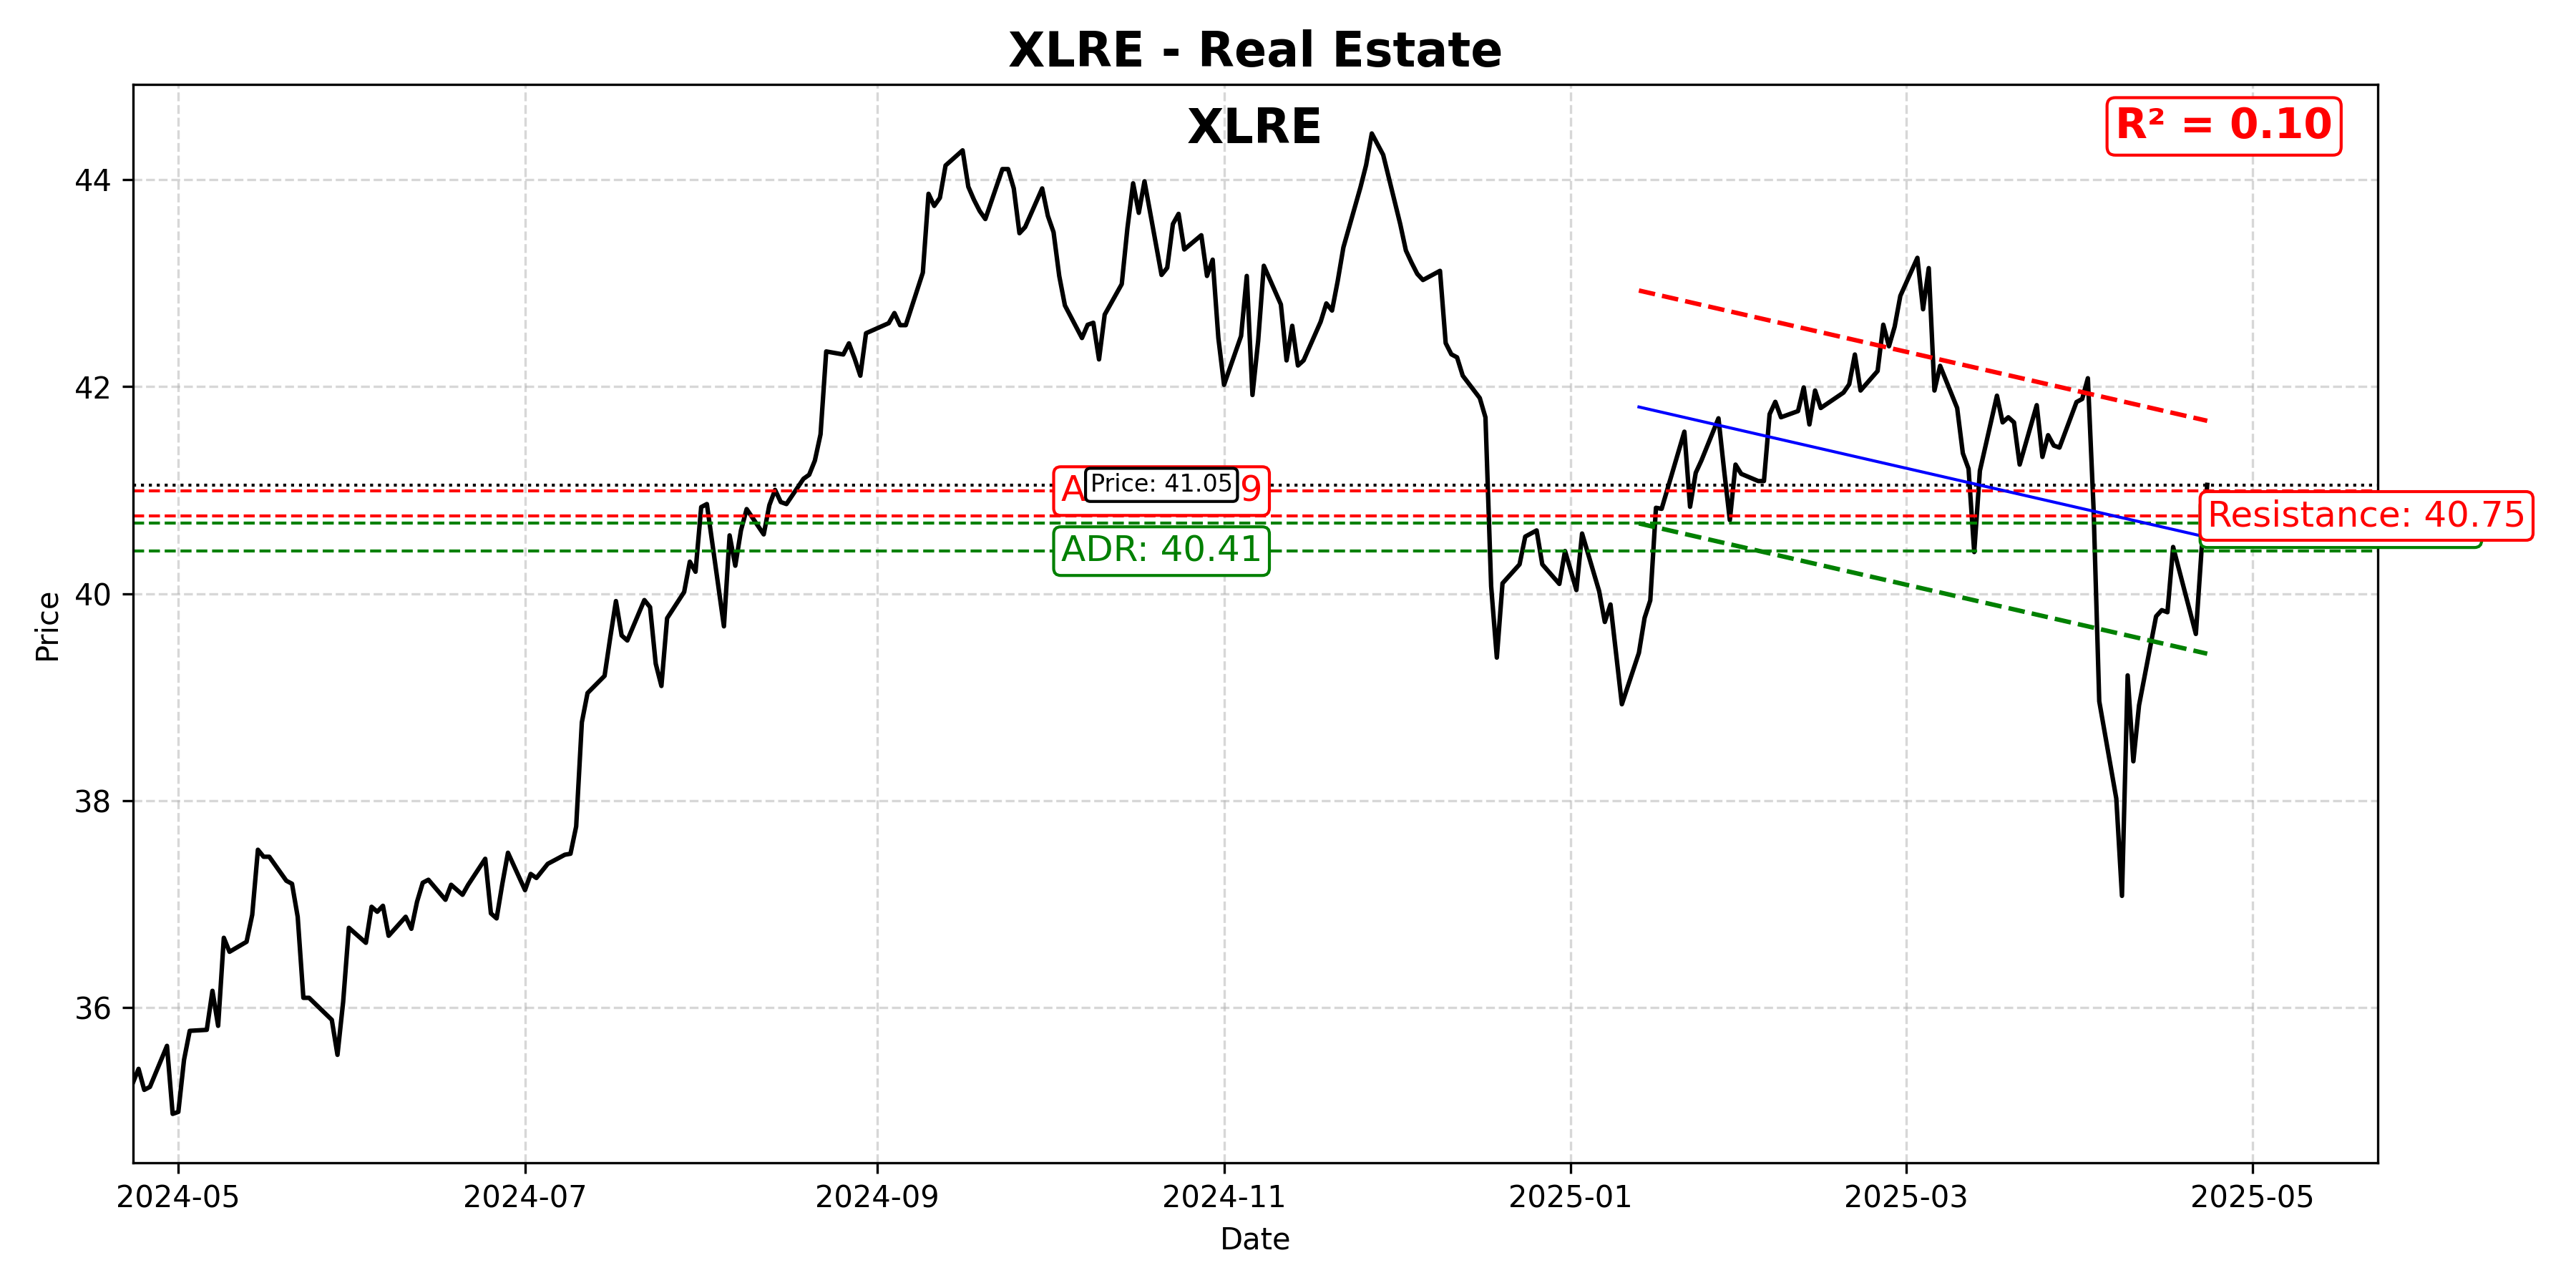 XLRE - Real Estate
XLRE
R² = 0.10
44
42
40
38
36
Price
A
Price: 41.05
9
ADR: 40.41
Resistance: 40.75
2024-05
2024-07
2024-09
2024-11
2025-01
2025-03
2025-05
Date